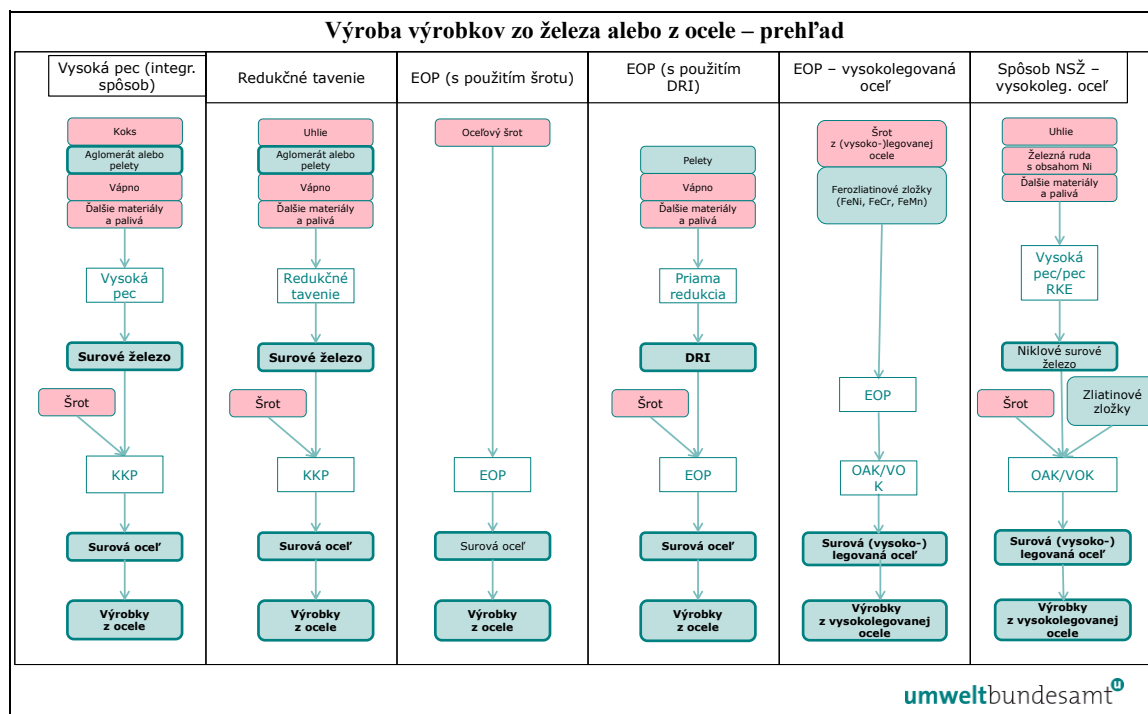 Výroba výrobkov zo železa alebo z ocele – prehľad
Vysoká pec (integr.
spôsob)
Koks
Aglomerát alebo
pelety
Vápno
Ďalšie materiály
a palivá
Vysoká
pec
Surové železo
Šrot
KKP
Surová oceľ
Výrobky
z ocele
Redukčné tavenie
Uhlie
Aglomerát alebo
pelety
Vápno
Ďalšie materiály
a palivá
Redukčné
tavenie
Surové železo
Šrot
KKP
Surová oceľ
Výrobky
z ocele
EOP (s použitím šrotu)
Oceľový šrot
EOP
Surová oceľ
Výrobky
z ocele
EOP (s použitím
DRI)
Pelety
Vápno
Ďalšie materiály
a palivá
Priama
redukcia
DRI
Šrot
EOP
Surová oceľ
Výrobky
z ocele
EOP – vysokolegovaná
oceľ
Šrot
z (vysoko-)legovanej
ocele
Ferozliatinové zložky
(FeNi, FeCr, FeMn)
EOP
OAK/VO
K
Surová (vysoko-)
legovaná oceľ
Výrobky
z vysokolegovanej
ocele
Spôsob NSŽ –
vysokoleg. oceľ
Uhlie
Železná ruda
s obsahom Ni
Ďalšie materiály
a palivá
Vysoká
pec/pec
RKE
Niklové surové
železo
Šrot
Zliatinové
zložky
OAK/VOK
Surová (vysoko-)
legovaná oceľ
Výrobky
z vysokolegovanej
ocele
umweltbundesamt